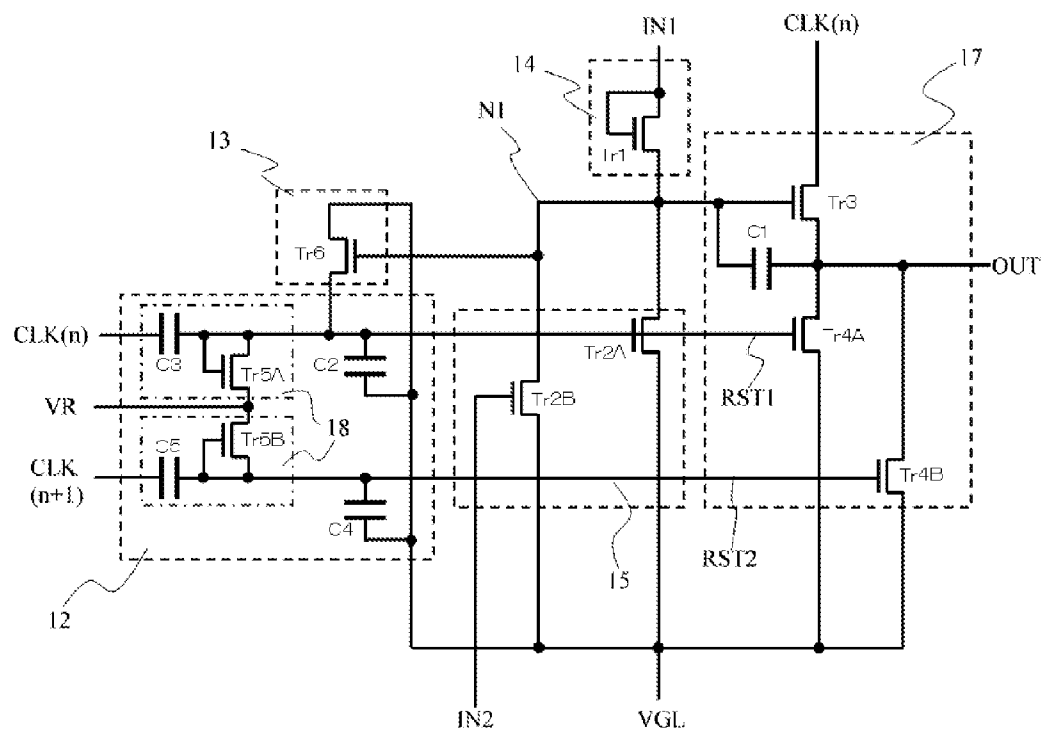 IN1
CLK(n)
14
17
N1
Tr1
13
Tr3
C1
Tr6
OUT
CLK(n)
C3
Tr5A
C2
Tr2A
Tr4A
RST1
VR
Tr2B
18
Tr5B
C5
CLK
(n+1)
Tr4B
C4
RST2
15
12
IN2
VGL